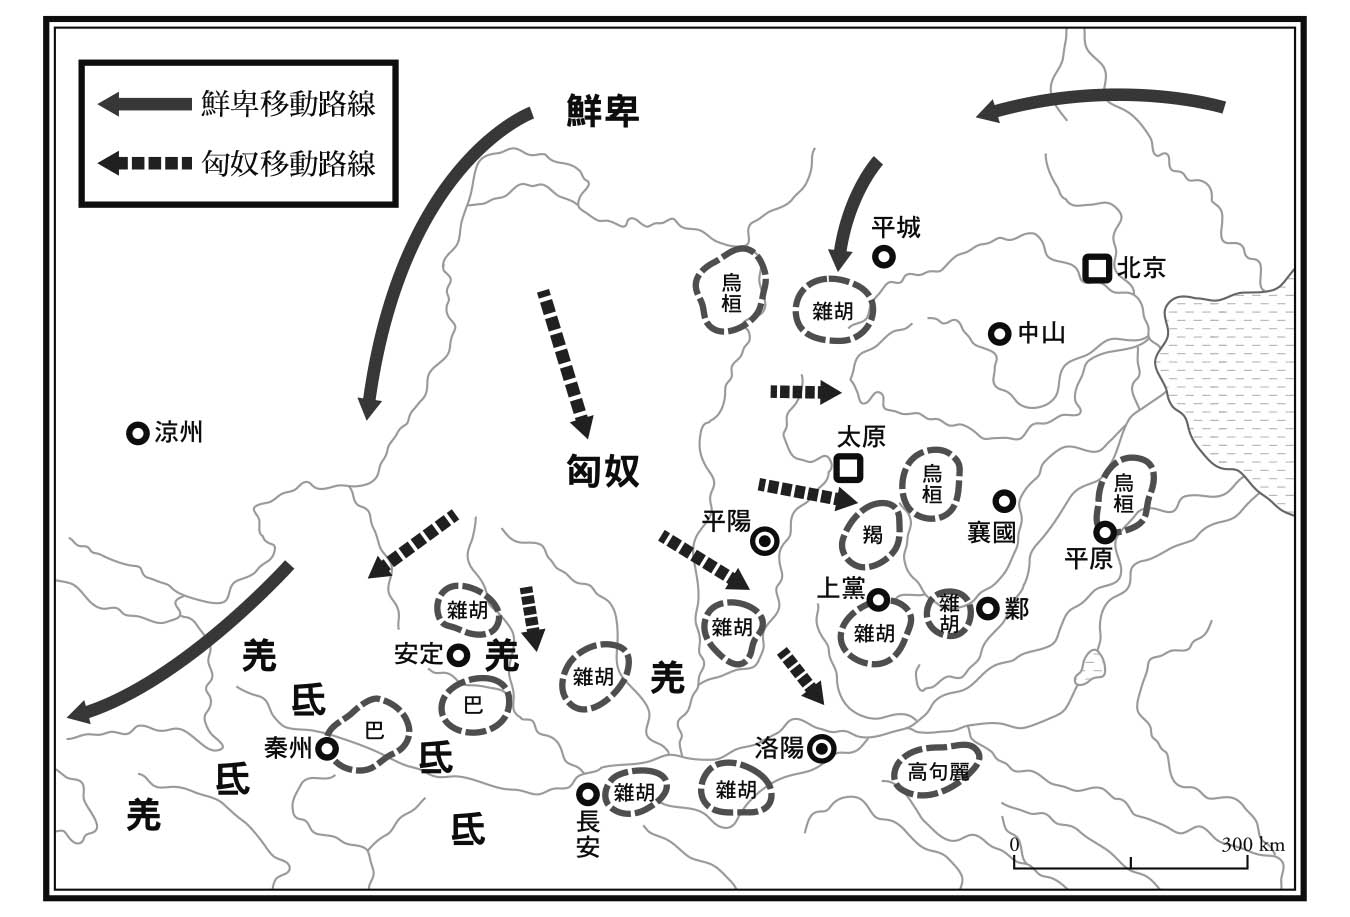 鮮卑移動路線
匈奴移動路線
鮮卑
平城
北京
烏桓
雜胡
中山
涼州
太原
匈奴
烏桓
烏桓
襄國
平原
平陽
羯
上黨
雜胡
雜胡
鄴
雜胡
安定
羌
雜胡
雜胡
羌
羌
氐
巴
巴
秦州
氐
氐
羌
氐
洛陽
雜胡
雜胡
長安
高句麗
0
300 km